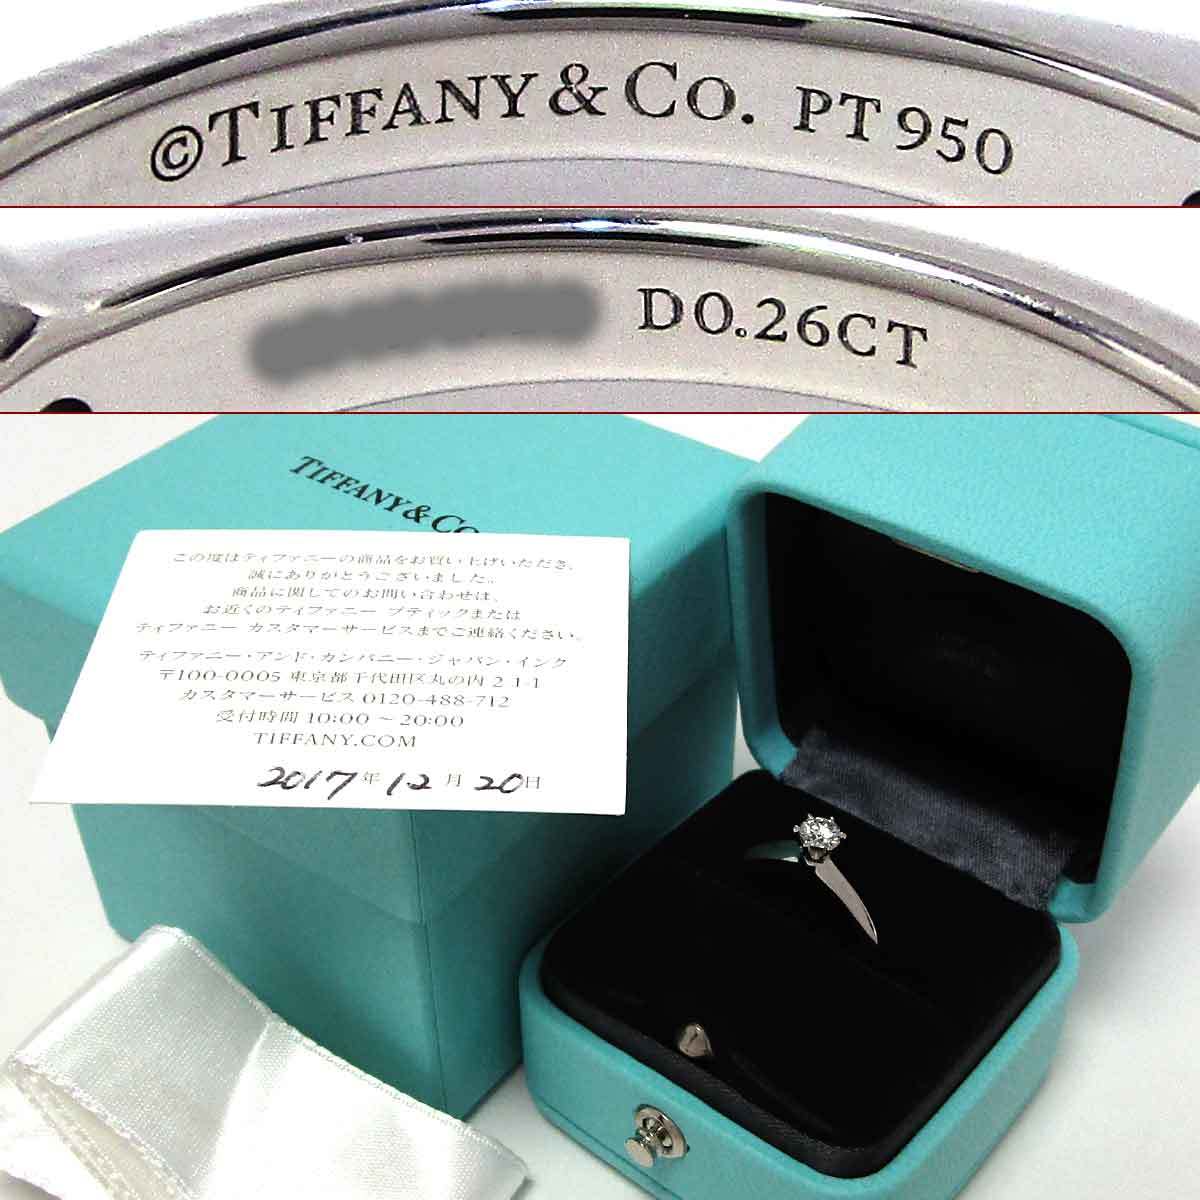 ©TIFFANY & CO. PT950
D0.26CT
TIFFANY & CO.
この度はティファニーの商品をお買い上げいただき、
誠にありがとうございました。
商品に関してのお問い合わせは、
お近くのティファニー ブティックまたは
ティファニー カスタマーサービスまでご連絡ください。
ティファニー・アンド・カンパニー・ジャパン・インク
〒100-0005 東京都千代田区丸の内 2-1-1
カスタマーサービス 0120-488-712
受付時間 10:00 ~ 20:00
TIFFANY.COM
2017年 12月 20日